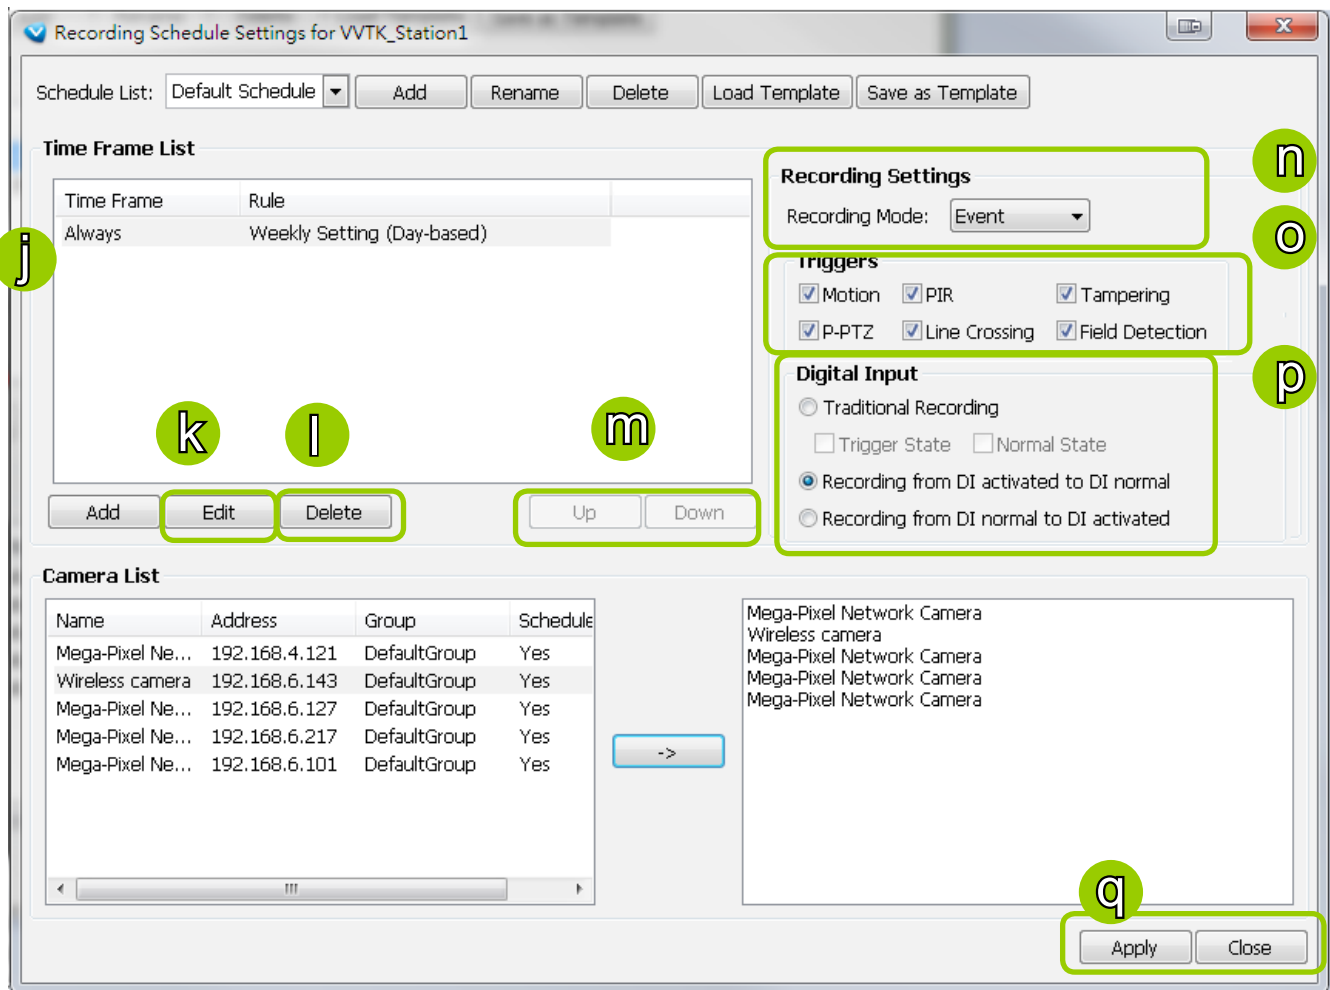 Recording Schedule Settings for VVTK_Station1
Schedule List: Default Schedule Add Rename Delete Load Template Save as Template
Time Frame List
Time Frame Rule
Always Weekly Setting (Day-based)
j
k l m
Add Edit Delete Up Down
Recording Settings
n
Recording Mode: Event
o
Triggers
Motion PIR Tampering
P-PTZ Line Crossing Field Detection
Digital Input
p
Traditional Recording
Trigger State Normal State
Recording from DI activated to DI normal
Recording from DI normal to DI activated
Camera List
Name Address Group Schedule
Mega-Pixel Ne... 192.168.4.121 DefaultGroup Yes
Wireless camera 192.168.6.143 DefaultGroup Yes
Mega-Pixel Ne... 192.168.6.127 DefaultGroup Yes
Mega-Pixel Ne... 192.168.6.217 DefaultGroup Yes
Mega-Pixel Ne... 192.168.6.101 DefaultGroup Yes
->
Mega-Pixel Network Camera
Wireless camera
Mega-Pixel Network Camera
Mega-Pixel Network Camera
Mega-Pixel Network Camera
q
Apply Close